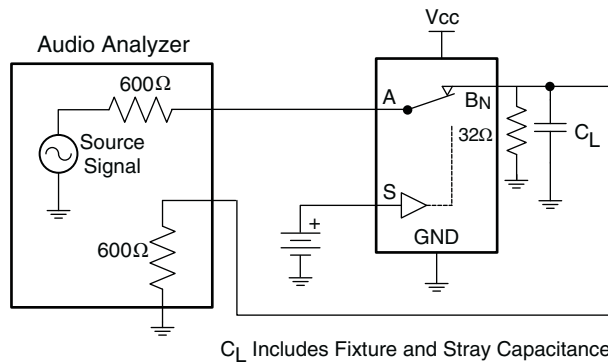 Vcc
Audio Analyzer
600Ω
A
BN
Source
Signal
32Ω
CL
S
+
600Ω
GND
CL Includes Fixture and Stray Capacitance